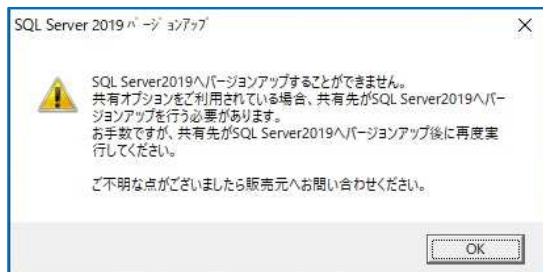 SQL Server 2019 ﾊﾞｰｼﾞｮﾝｱｯﾌﾟ
SQL Server2019へバージョンアップすることができません。
共有オプションをご利用されている場合、共有先がSQL Server2019へバー
ジョンアップを行う必要があります。
お手数ですが、共有先がSQL Server2019へバージョンアップ後に再度実
行してください。
ご不明な点がございましたら販売元へお問い合わせください。
OK